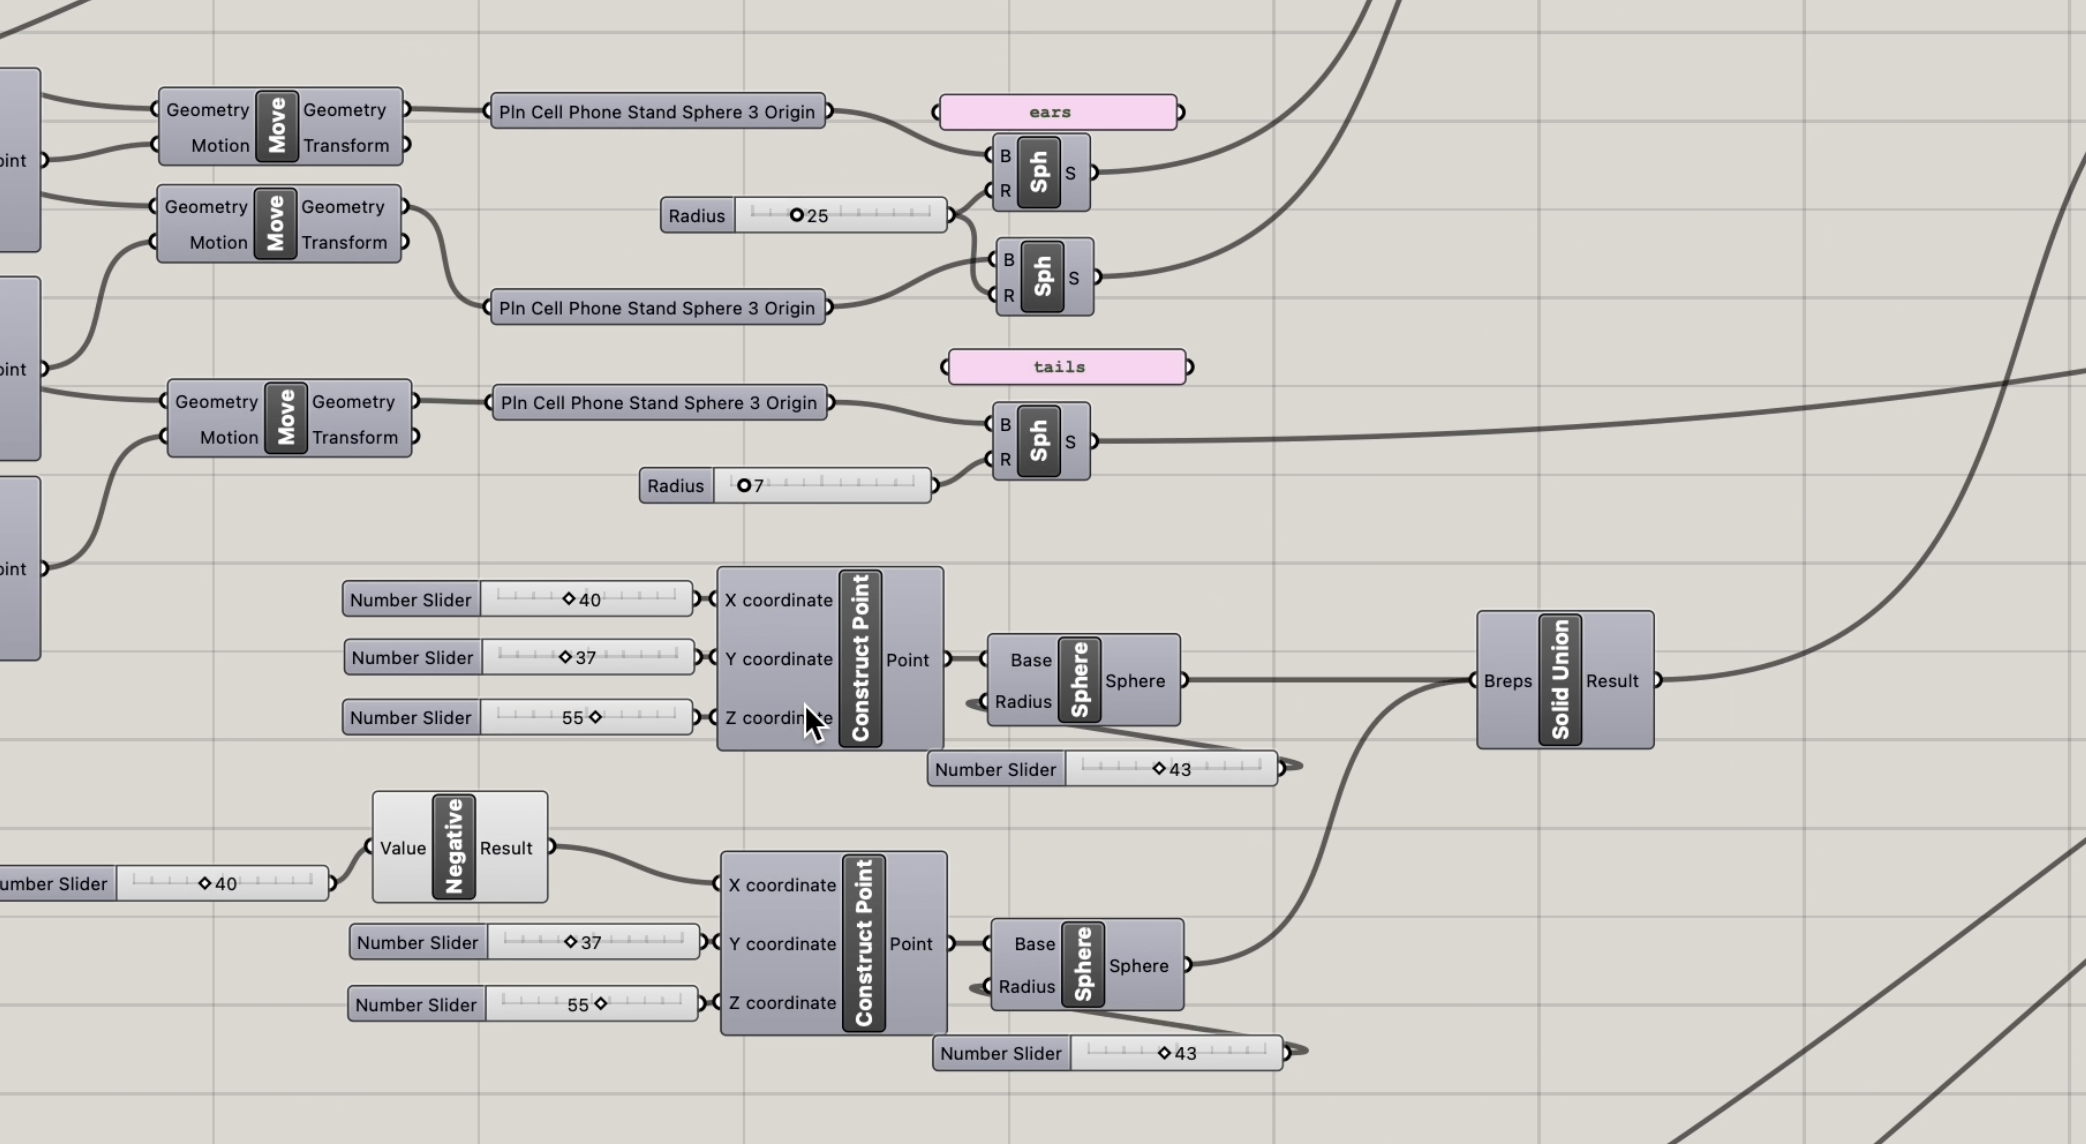 Geometry Move Geometry
Motion Transform
Pln Cell Phone Stand Sphere 3 Origin
ears
B Sph S
R
oint
Geometry Move Geometry
Motion Transform
Radius 25
B Sph S
R
Pln Cell Phone Stand Sphere 3 Origin
oint
tails
Geometry Move Geometry
Motion Transform
Pln Cell Phone Stand Sphere 3 Origin
B Sph S
R
Radius 7
oint
Number Slider 40
Number Slider 37
Number Slider 55
X coordinate
Y coordinate
Z coordinate
Construct Point
Point
Base
Radius
Sphere
Sphere
Number Slider 43
Breps Solid Union Result
Value Negative Result
umber Slider 40
Number Slider 37
Number Slider 55
X coordinate
Y coordinate
Z coordinate
Construct Point
Point
Base
Radius
Sphere
Sphere
Number Slider 43